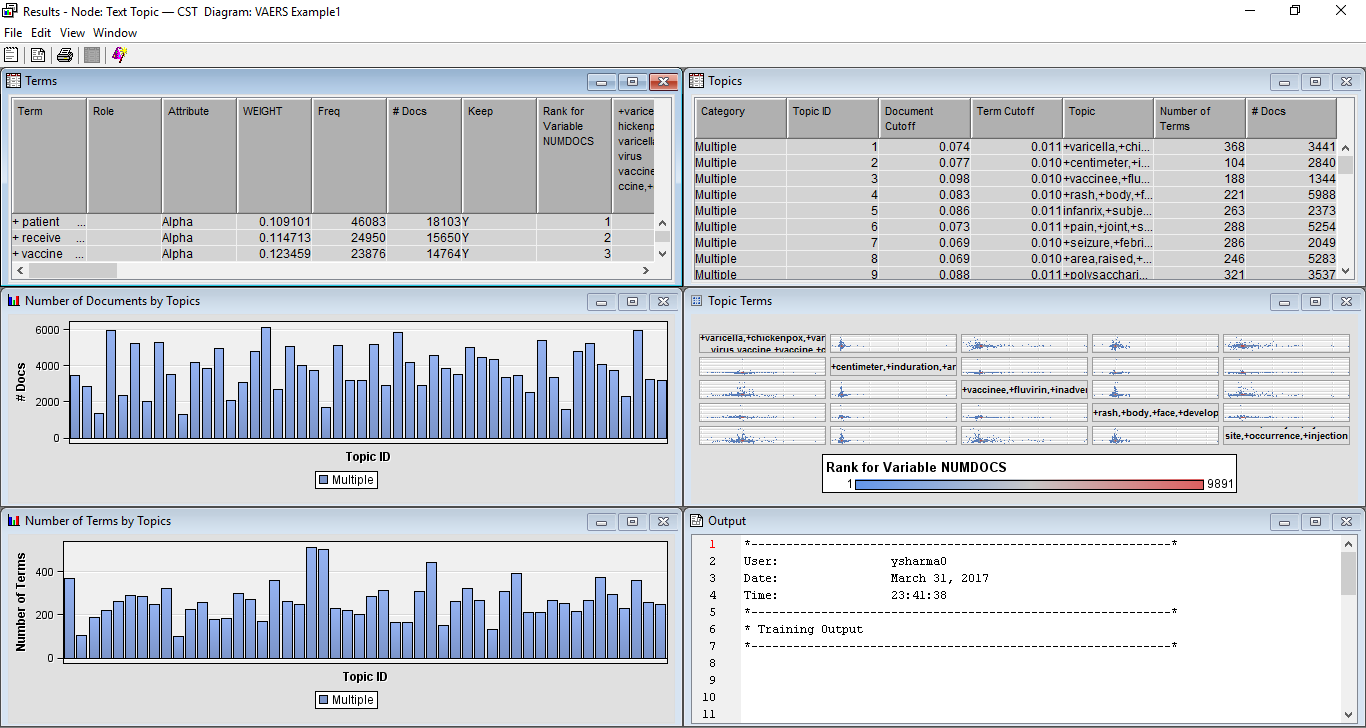 Results - Node: Text Topic — CST  Diagram: VAERS Example1
File Edit View Window
Terms
Term Role Attribute WEIGHT Freq # Docs Keep Rank for Variable NUMDOCS
+ patient ... Alpha 0.109101 46083 18103 Y 1
+ receive ... Alpha 0.114713 24950 15650 Y 2
+ vaccine ... Alpha 0.123459 23876 14764 Y 3
Topics
Category Topic ID Document Cutoff Term Cutoff Topic Number of Terms # Docs
Multiple 1 0.074 0.011 +varicella,+chi... 368 3441
Multiple 2 0.077 0.010 +centimeter,+i... 104 2840
Multiple 3 0.098 0.010 +vaccinee,+flu... 188 1344
Multiple 4 0.083 0.010 +rash,+body,+f... 221 5988
Multiple 5 0.086 0.011 infanrix,+subje... 263 2373
Multiple 6 0.073 0.011 +pain,+joint,+s... 288 5254
Multiple 7 0.069 0.010 +seizure,+febri... 286 2049
Multiple 8 0.069 0.010 +area,raised,+... 246 5283
Multiple 9 0.088 0.011 +polysacchari... 321 3537
Number of Documents by Topics
# Docs
6000
4000
2000
0
Topic ID
Multiple
Topic Terms
+varicella,+chickenpox,+var
virus vaccine,+vaccine
+centimeter,+induration,+ar
+vaccinee,+fluvirin,+inadver
+rash,+body,+face,+develop
site,+occurrence,+injection
Rank for Variable NUMDOCS
1 9891
Number of Terms by Topics
Number of Terms
400
200
0
Topic ID
Multiple
Output
1 *------------------------------------------------------------*
2 User: ysharma0
3 Date: March 31, 2017
4 Time: 23:41:38
5 *------------------------------------------------------------*
6 * Training Output
7 *------------------------------------------------------------*
8
9
10
11